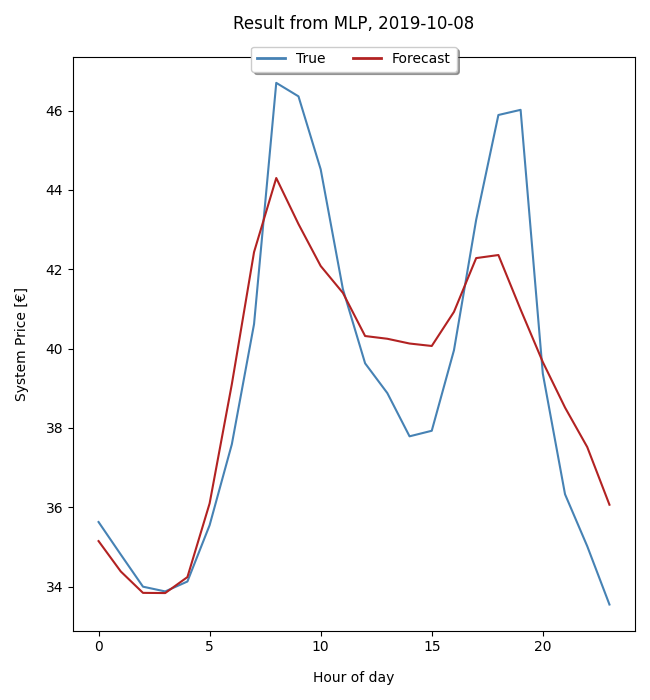 Result from MLP, 2019-10-08
True Forecast
System Price [€]
46
44
42
40
38
36
34
0 5 10 15 20
Hour of day